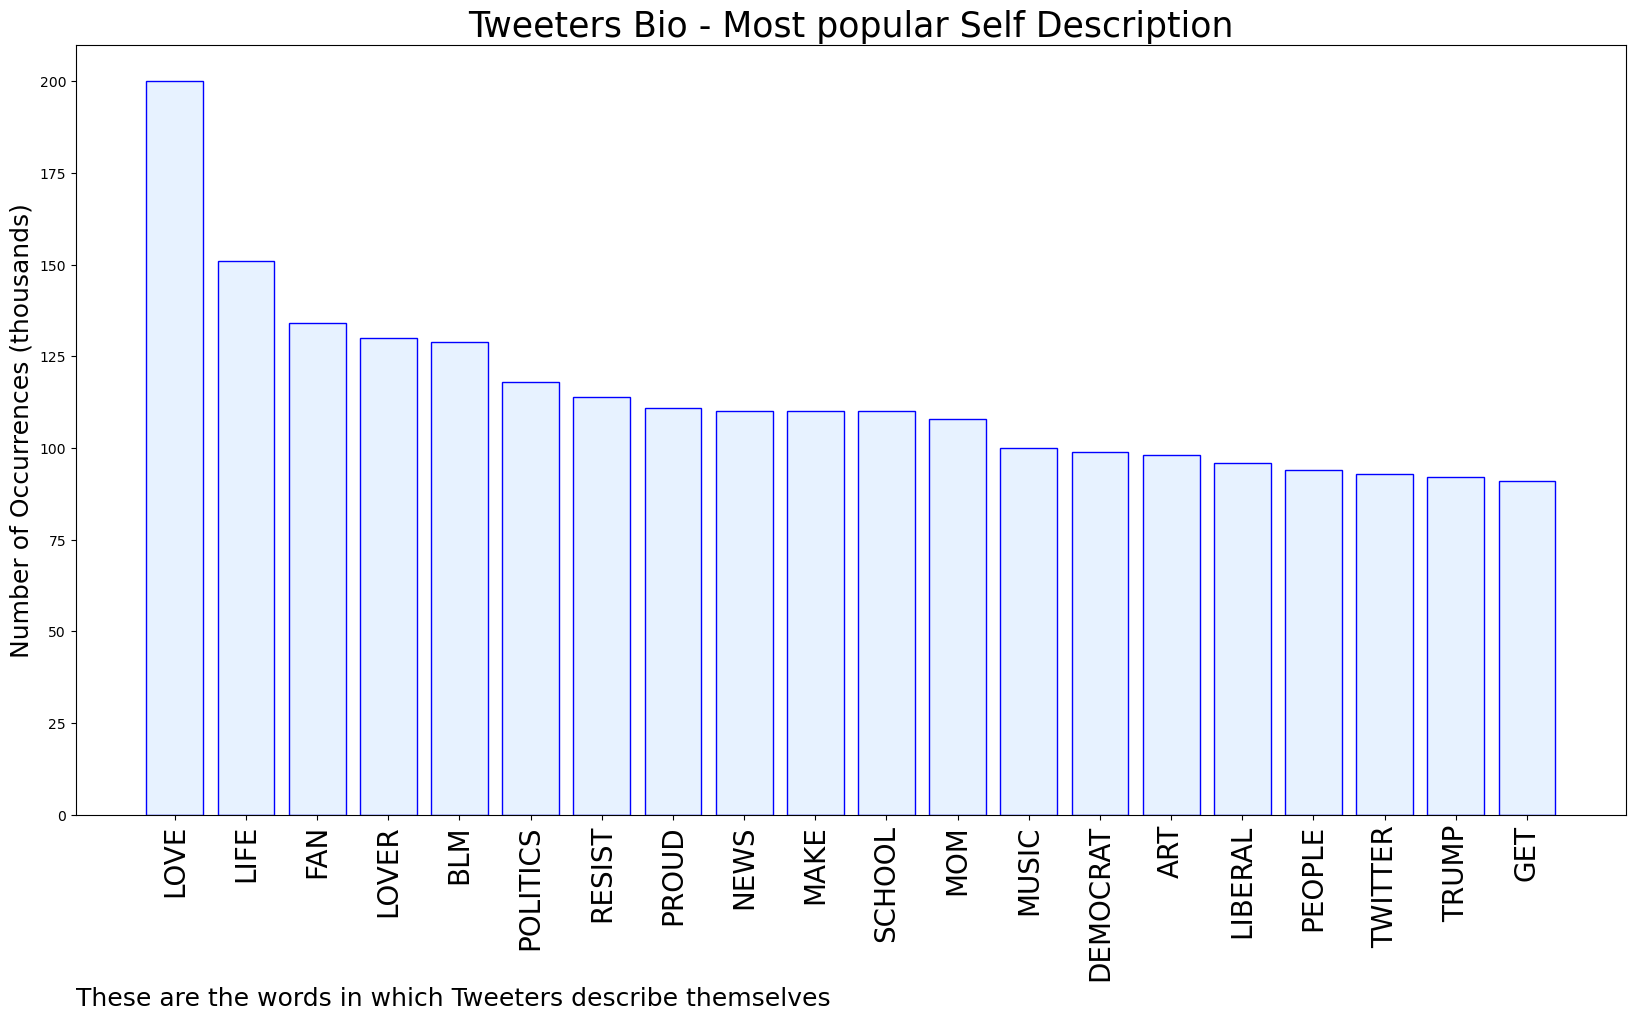 Tweeters Bio - Most popular Self Description
Number of Occurrences (thousands)
200
175
150
125
100
75
50
25
0
LOVE
LIFE
FAN
LOVER
BLM
POLITICS
RESIST
PROUD
NEWS
MAKE
SCHOOL
MOM
MUSIC
DEMOCRAT
ART
LIBERAL
PEOPLE
TWITTER
TRUMP
GET
These are the words in which Tweeters describe themselves